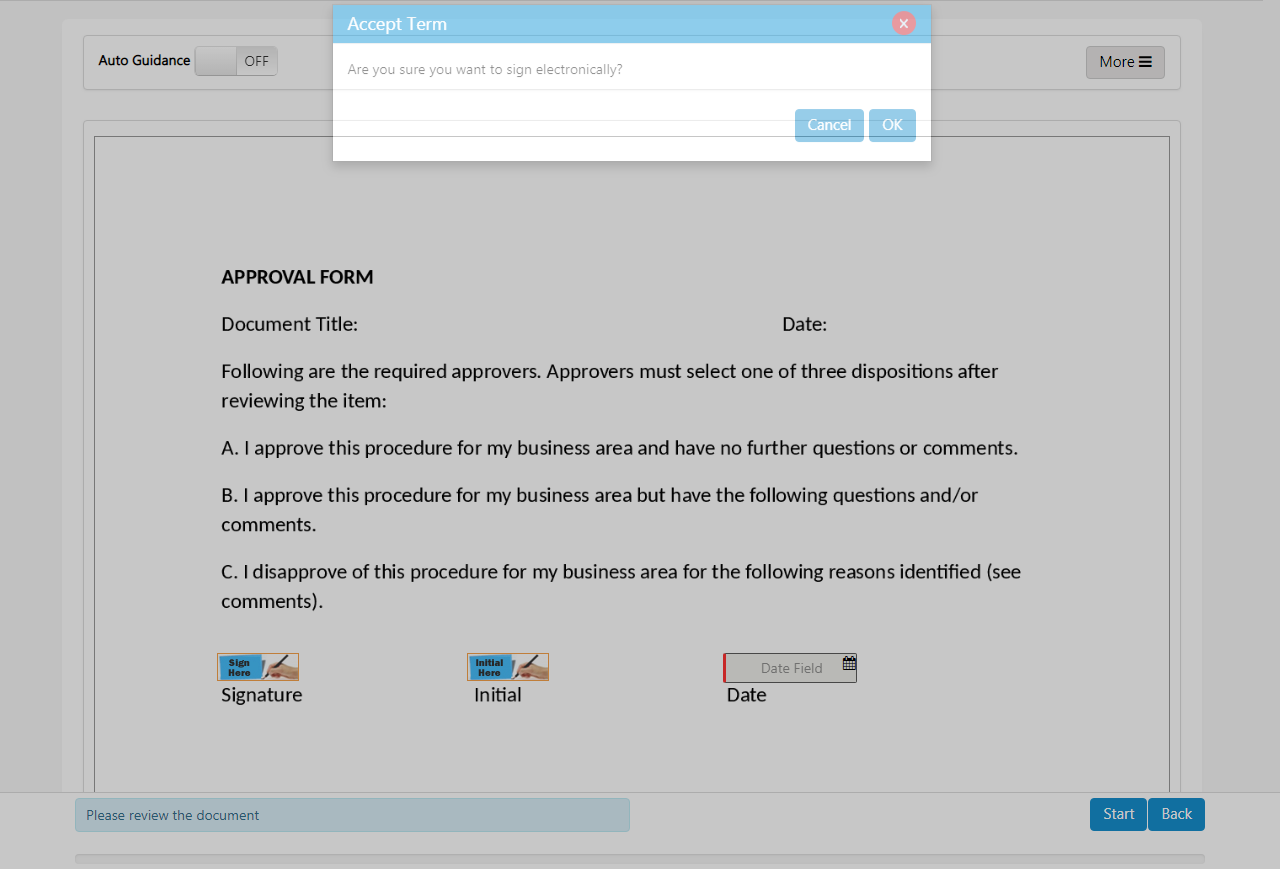 Accept Term
Auto Guidance OFF
More
Are you sure you want to sign electronically?
Cancel OK
APPROVAL FORM
Document Title: Date:
Following are the required approvers. Approvers must select one of three dispositions after
reviewing the item:
A. I approve this procedure for my business area and have no further questions or comments.
B. I approve this procedure for my business area but have the following questions and/or
comments.
C. I disapprove of this procedure for my business area for the following reasons identified (see
comments).
Sign
Here
Initial
Here
Date Field
Signature Initial Date
Please review the document
Start Back